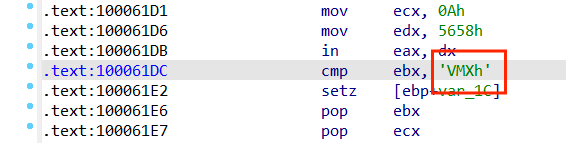 .text:100061D1 mov ecx, 0Ah
.text:100061D6 mov edx, 5658h
.text:100061DB in eax, dx
.text:100061DC cmp ebx, 'VMXh'
.text:100061E2 setz [ebp+var_1C]
.text:100061E6 pop ebx
.text:100061E7 pop ecx